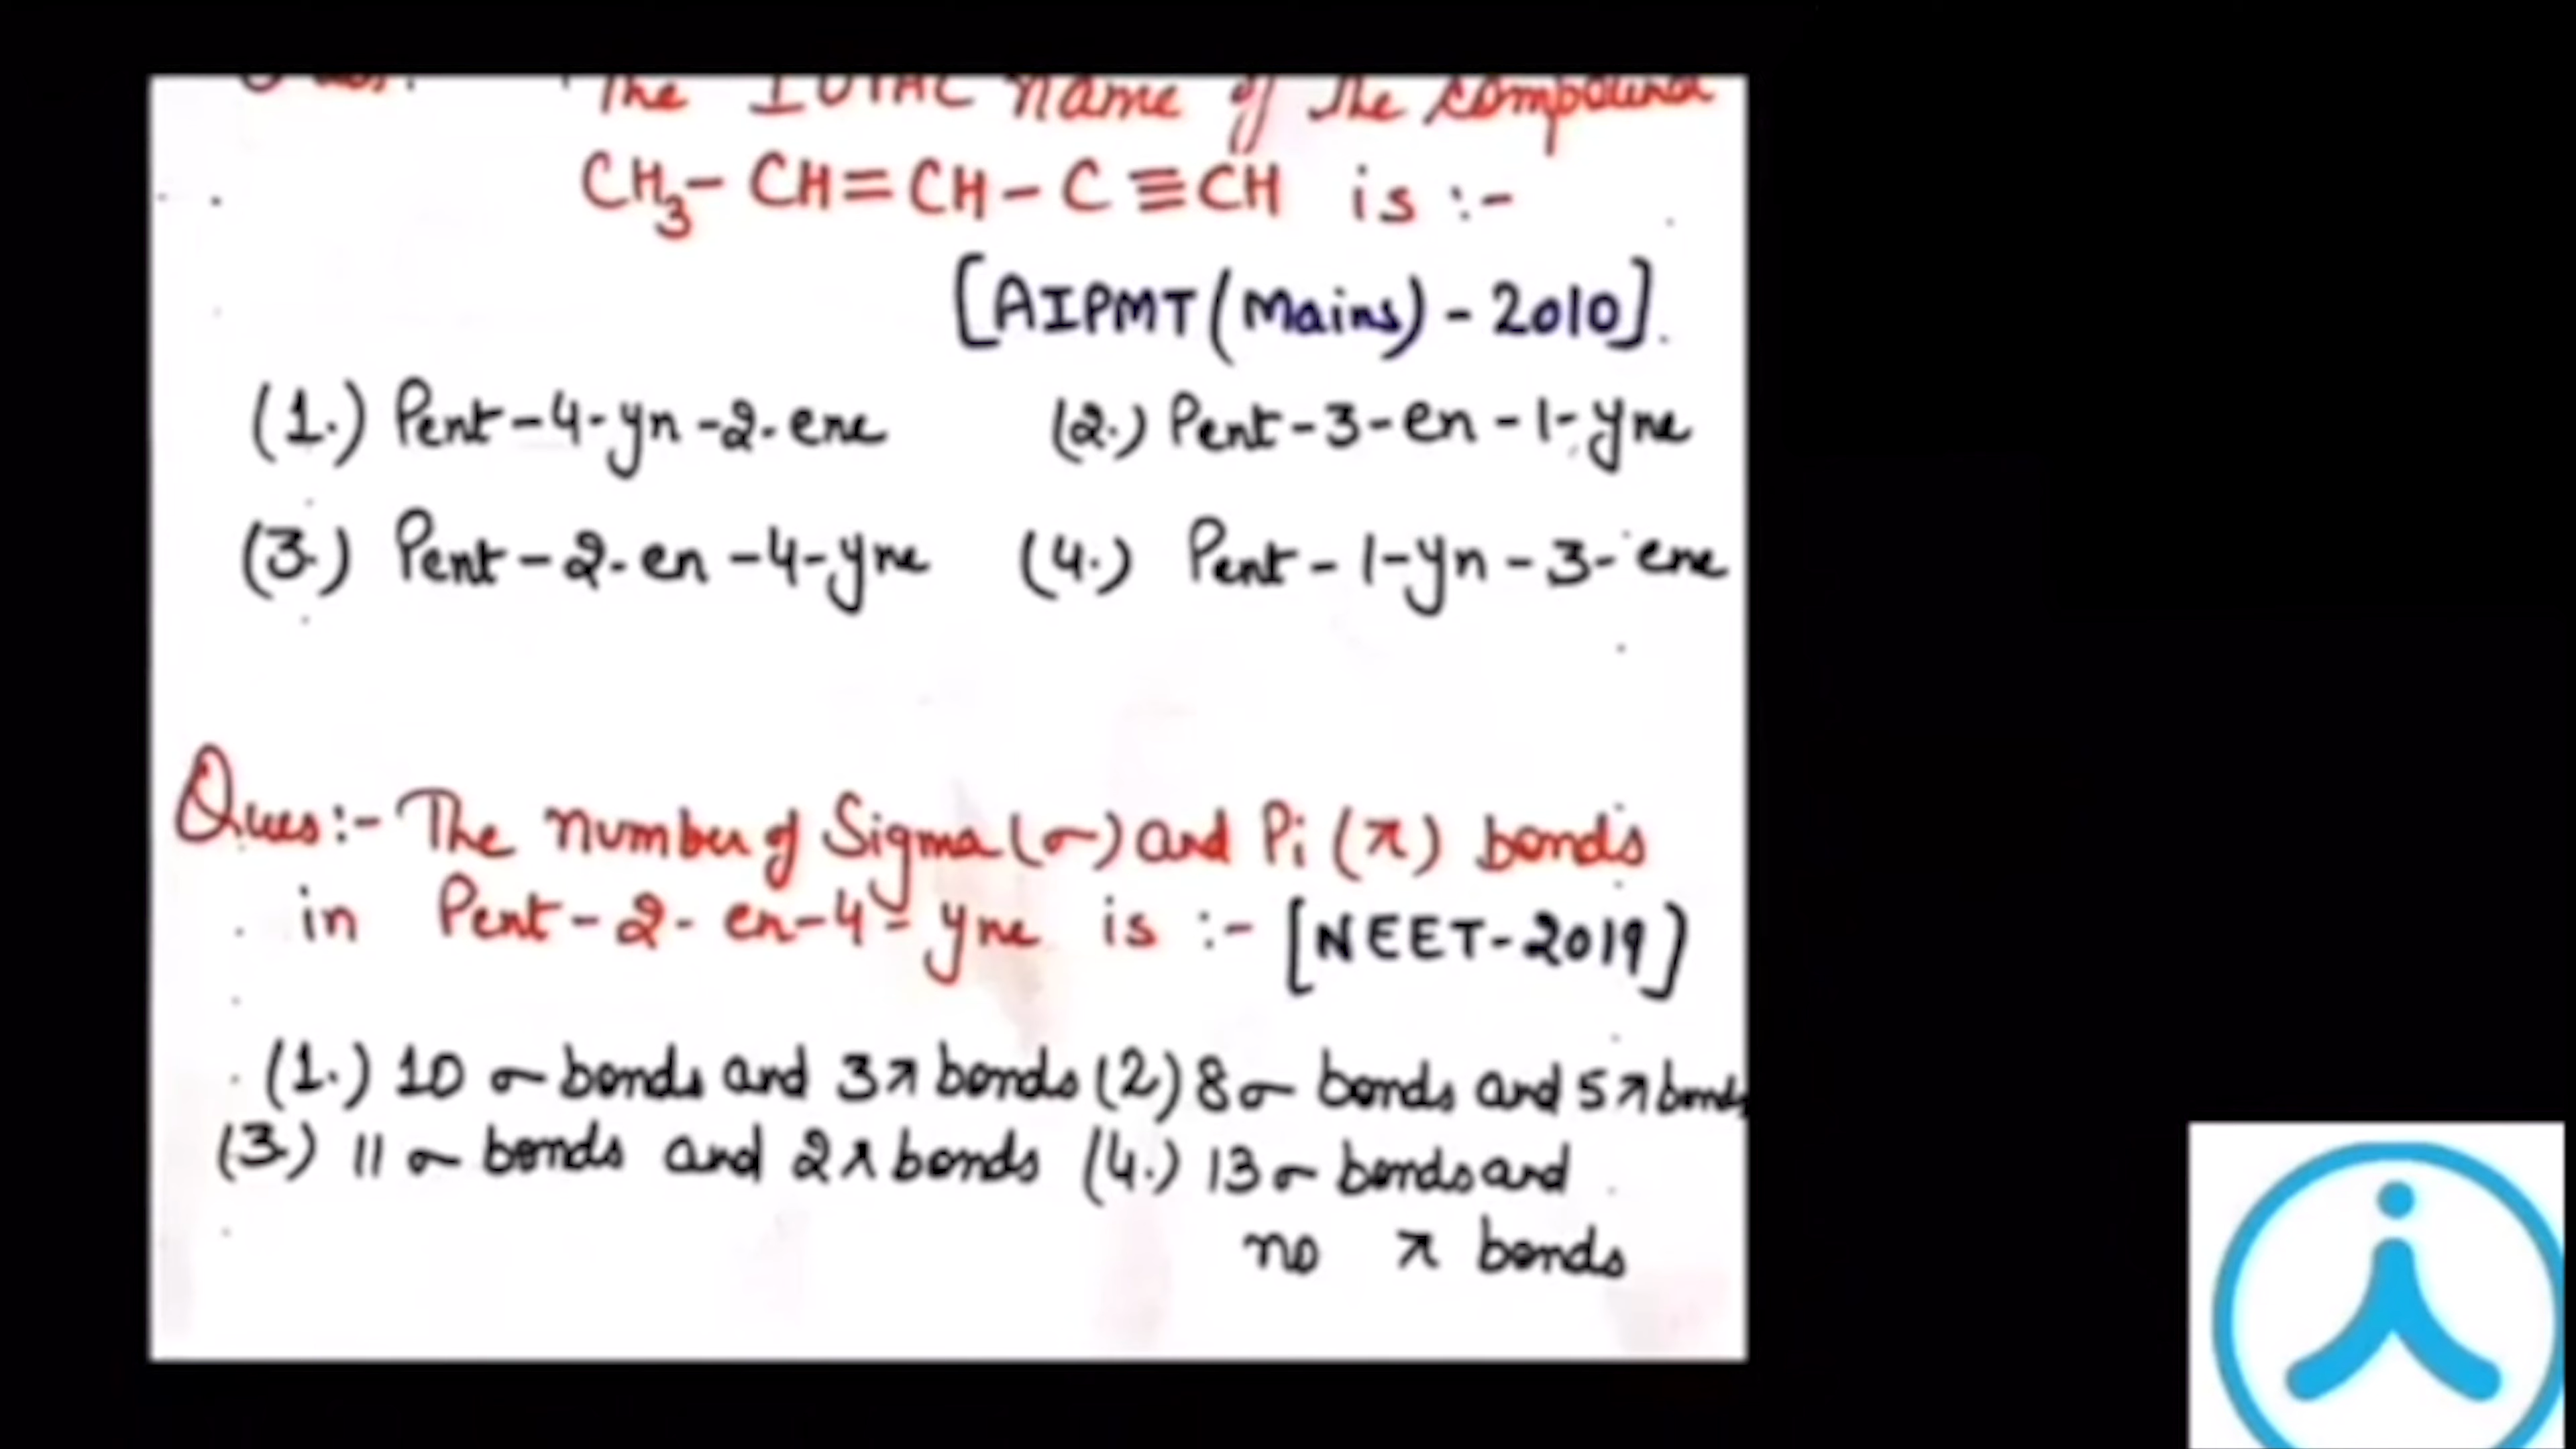 Ques:- The IUPAC name of the compound
CH3-CH=CH-C≡CH is :-
[AIPMT(Mains)-2010].
(1.) Pent-4-yn-2-ene (2.) Pent-3-en-1-yne
(3.) Pent-2-en-4-yne (4.) Pent-1-yn-3-ene
Ques:- The number of Sigma(σ) and Pi (π) bonds
in Pent-2-en-4-yne is :- [NEET-2019]
(1.) 10 σ bonds and 3π bonds (2) 8σ bonds and 5π bonds
(3.) 11 σ bonds and 2π bonds (4.) 13σ bonds and
no π bonds